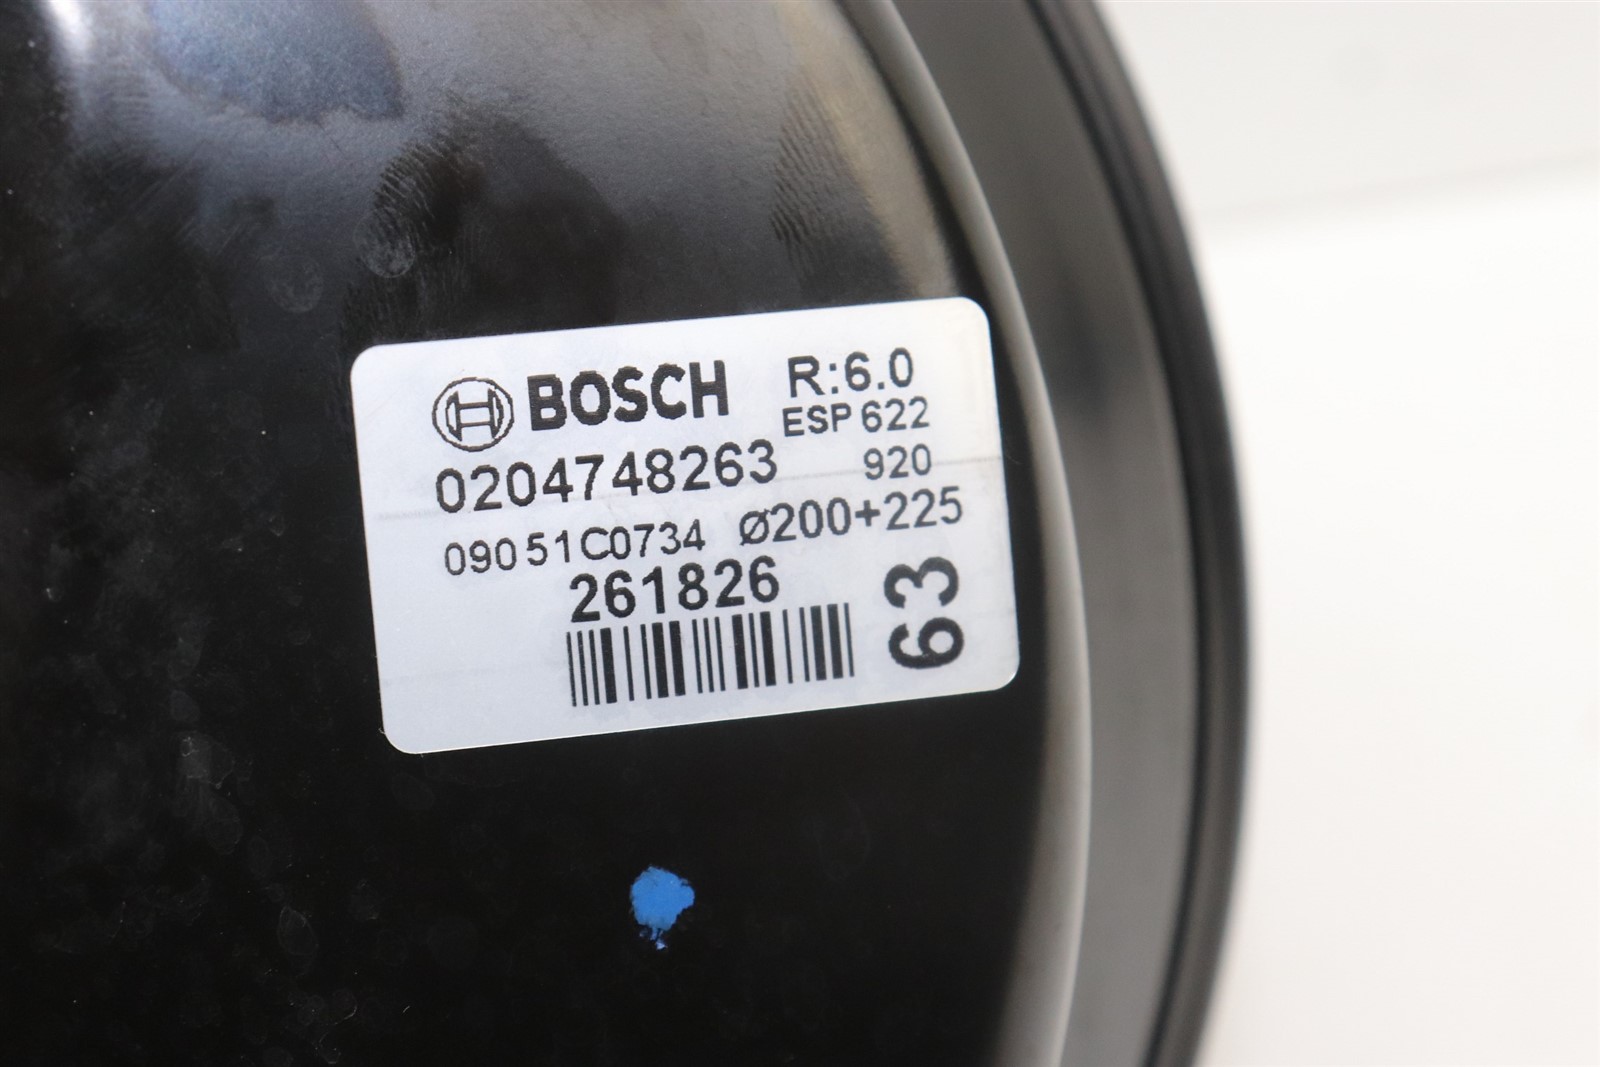 BOSCH R:6.0
ESP 622
0204748263 920
09051C0734 Ø200+225
261826
63